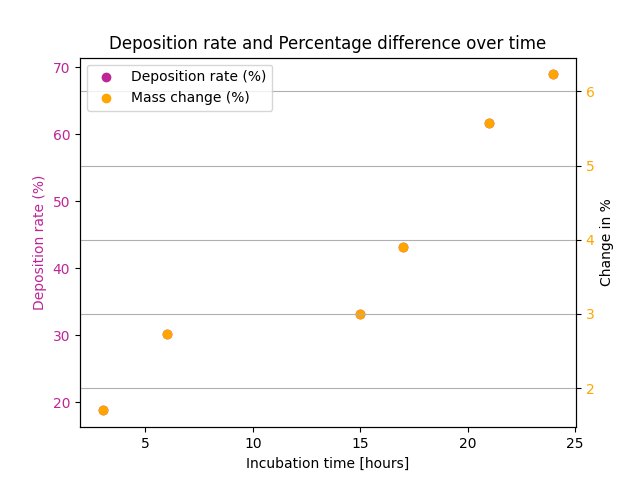 Deposition rate and Percentage difference over time
Deposition rate (%)
Mass change (%)
70
60
50
40
30
20
Deposition rate (%)
6
5
4
3
2
Change in %
5
10
15
20
25
Incubation time [hours]